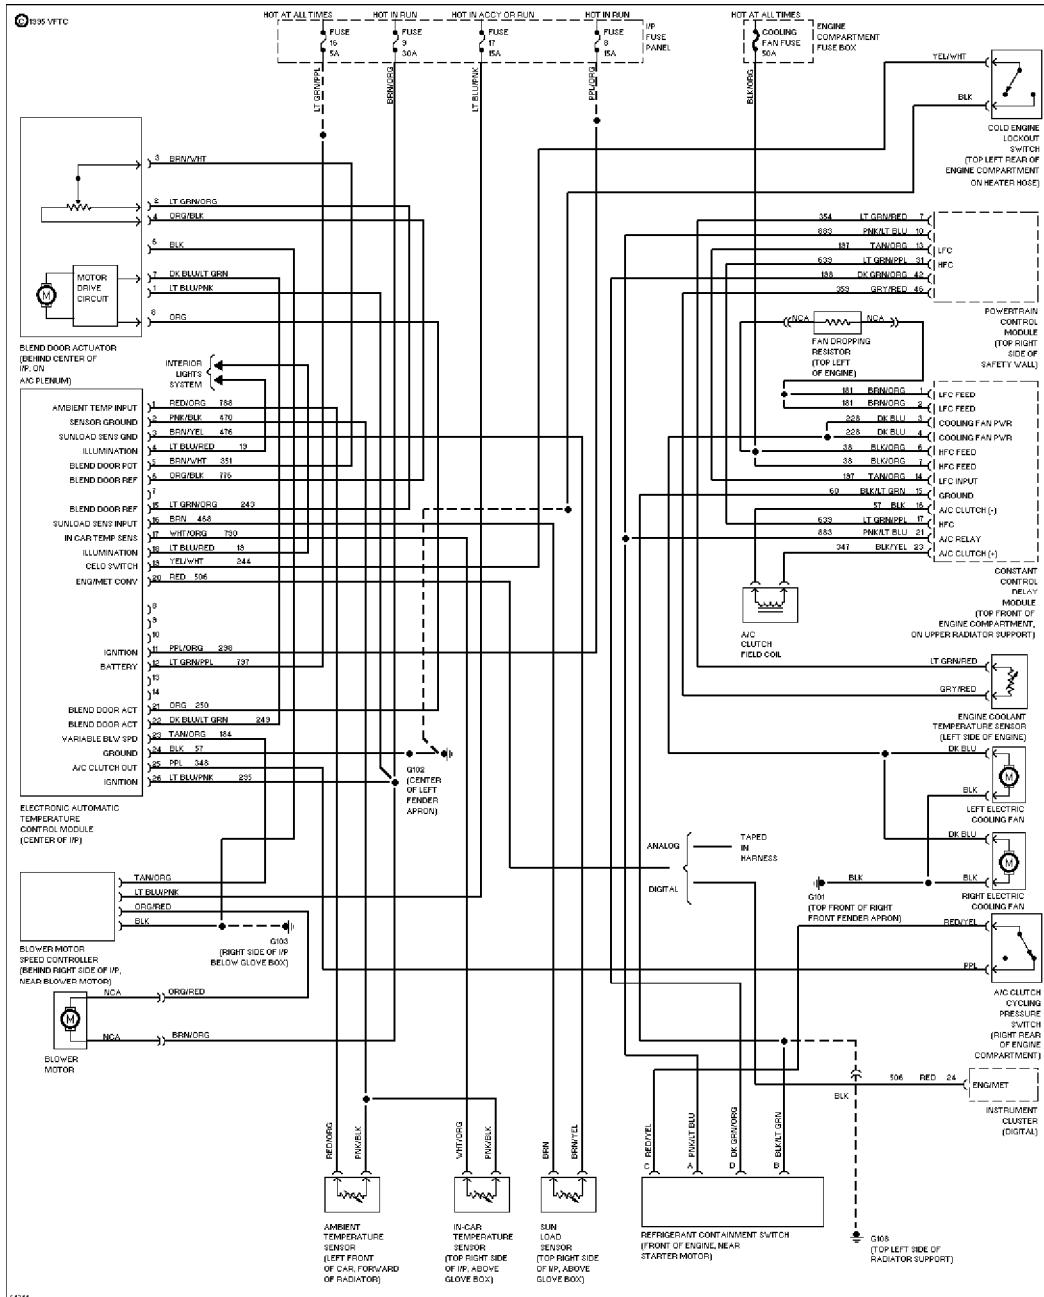 © 1995 VFTC
HOT AT ALL TIMES
HOT IN RUN
HOT IN ACCY OR RUN
HOT IN RUN
HOT AT ALL TIMES
FUSE 16 5A
FUSE 9 30A
FUSE 17 15A
FUSE 8 15A
I/P
FUSE
PANEL
COOLING
FAN FUSE
50A
ENGINE
COMPARTMENT
FUSE BOX
LT GRN/PPL
BRN/ORG
LT BLU/PNK
PPL/ORG
BLK/ORG
YEL/WHT
BLK
COLD ENGINE
LOCKOUT
SWITCH
(TOP LEFT REAR OF
ENGINE COMPARTMENT
ON HEATER HOSE)
3 BRN/WHT
2 LT GRN/ORG
4 ORG/BLK
BLK
7 DK BLU/LT GRN
1 LT BLU/PNK
8 ORG
MOTOR
DRIVE
CIRCUIT
M
BLEND DOOR ACTUATOR
(BEHIND CENTER OF
I/P, ON
A/C PLENUM)
INTERIOR
LIGHTS
SYSTEM
354 LT GRN/RED 7
883 PNK/LT BLU 10
197 TAN/ORG 13 LFC
639 LT GRN/PPL 31 HFC
198 DK GRN/ORG 42
359 GRY/RED 46
POWERTRAIN
CONTROL
MODULE
(TOP RIGHT
SIDE OF
SAFETY WALL)
NCA
NCA
FAN DROPPING
RESISTOR
(TOP LEFT
OF ENGINE)
AMBIENT TEMP INPUT 1 RED/ORG 788
SENSOR GROUND 2 PNK/BLK 470
SUNLOAD SENS GND 3 BRN/YEL 476
ILLUMINATION 4 LT BLU/RED 19
BLEND DOOR POT 5 BRN/WHT 351
BLEND DOOR REF 6 ORG/BLK 776
7
BLEND DOOR REF 15 LT GRN/ORG 243
SUNLOAD SENS INPUT 16 BRN 468
IN CAR TEMP SENS 17 WHT/ORG 790
ILLUMINATION 18 LT BLU/RED 19
CELO SWITCH 19 YEL/WHT 244
ENG/MET CONV 20 RED 506
8
9
10
IGNITION 11 PPL/ORG 298
BATTERY 12 LT GRN/PPL 797
13
14
BLEND DOOR ACT 21 ORG 250
BLEND DOOR ACT 22 DK BLU/LT GRN 249
VARIABLE BLW SPD 23 TAN/ORG 184
GROUND 24 BLK 57
A/C CLUTCH OUT 25 PPL 348
IGNITION 26 LT BLU/PNK 295
ELECTRONIC AUTOMATIC
TEMPERATURE
CONTROL MODULE
(CENTER OF I/P)
181 BRN/ORG 1 LFC FEED
181 BRN/ORG 2 LFC FEED
228 DK BLU 3 COOLING FAN PWR
228 DK BLU 4 COOLING FAN PWR
38 BLK/ORG 6 HFC FEED
38 BLK/ORG 7 HFC FEED
197 TAN/ORG 14 LFC INPUT
60 BLK/LT GRN 15 GROUND
57 BLK 16 A/C CLUTCH (-)
639 LT GRN/PPL 17 HFC
883 PNK/LT BLU 21 A/C RELAY
347 BLK/YEL 23 A/C CLUTCH (+)
CONSTANT
CONTROL
RELAY
MODULE
(TOP FRONT OF
ENGINE COMPARTMENT,
ON UPPER RADIATOR SUPPORT)
A/C
CLUTCH
FIELD COIL
LT GRN/RED
GRY/RED
ENGINE COOLANT
TEMPERATURE SENSOR
(LEFT SIDE OF ENGINE)
DK BLU
M
BLK
LEFT ELECTRIC
COOLING FAN
DK BLU
M
BLK
RIGHT ELECTRIC
COOLING FAN
G102
(CENTER
OF LEFT
FENDER
APRON)
ANALOG
DIGITAL
TAPED
IN
HARNESS
BLK
G101
(TOP FRONT OF RIGHT
FRONT FENDER APRON)
TAN/ORG
LT BLU/PNK
ORG/RED
BLK
G103
(RIGHT SIDE OF I/P
BELOW GLOVE BOX)
BLOWER MOTOR
SPEED CONTROLLER
(BEHIND RIGHT SIDE OF I/P,
NEAR BLOWER MOTOR)
NCA ORG/RED
M
NCA BRN/ORG
BLOWER
MOTOR
RED/YEL
PPL
A/C CLUTCH
CYCLING
PRESSURE
SWITCH
(RIGHT REAR
OF ENGINE
COMPARTMENT)
506 RED 24 ENG/MET
BLK
INSTRUMENT
CLUSTER
(DIGITAL)
RED/ORG
PNK/BLK
WHT/ORG
PNK/BLK
BRN
BRN/YEL
RED/YEL
PNK/LT BLU
DK GRN/ORG
BLK/LT GRN
C
A
D
B
AMBIENT
TEMPERATURE
SENSOR
(LEFT FRONT
OF CAR, FORWARD
OF RADIATOR)
IN-CAR
TEMPERATURE
SENSOR
(TOP RIGHT SIDE
OF I/P, ABOVE
GLOVE BOX)
SUN
LOAD
SENSOR
(TOP RIGHT SIDE
OF I/P, ABOVE
GLOVE BOX)
REFRIGERANT CONTAINMENT SWITCH
(FRONT OF ENGINE, NEAR
STARTER MOTOR)
G108
(TOP LEFT SIDE OF
RADIATOR SUPPORT)